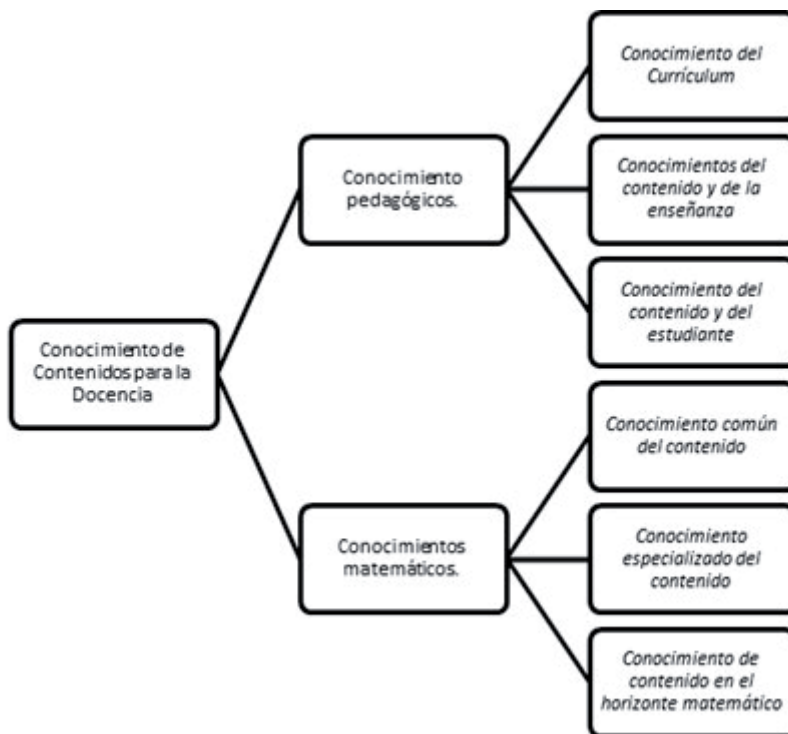 Conocimiento de
Contenidos para la
Docencia
Conocimiento
pedagógicos.
Conocimiento del
Currículum
Conocimientos del
contenido y de la
enseñanza
Conocimiento del
contenido y del
estudiante
Conocimientos
matemáticos.
Conocimiento común
del contenido
Conocimiento
especializado del
contenido
Conocimiento de
contenido en el
horizonte matemático